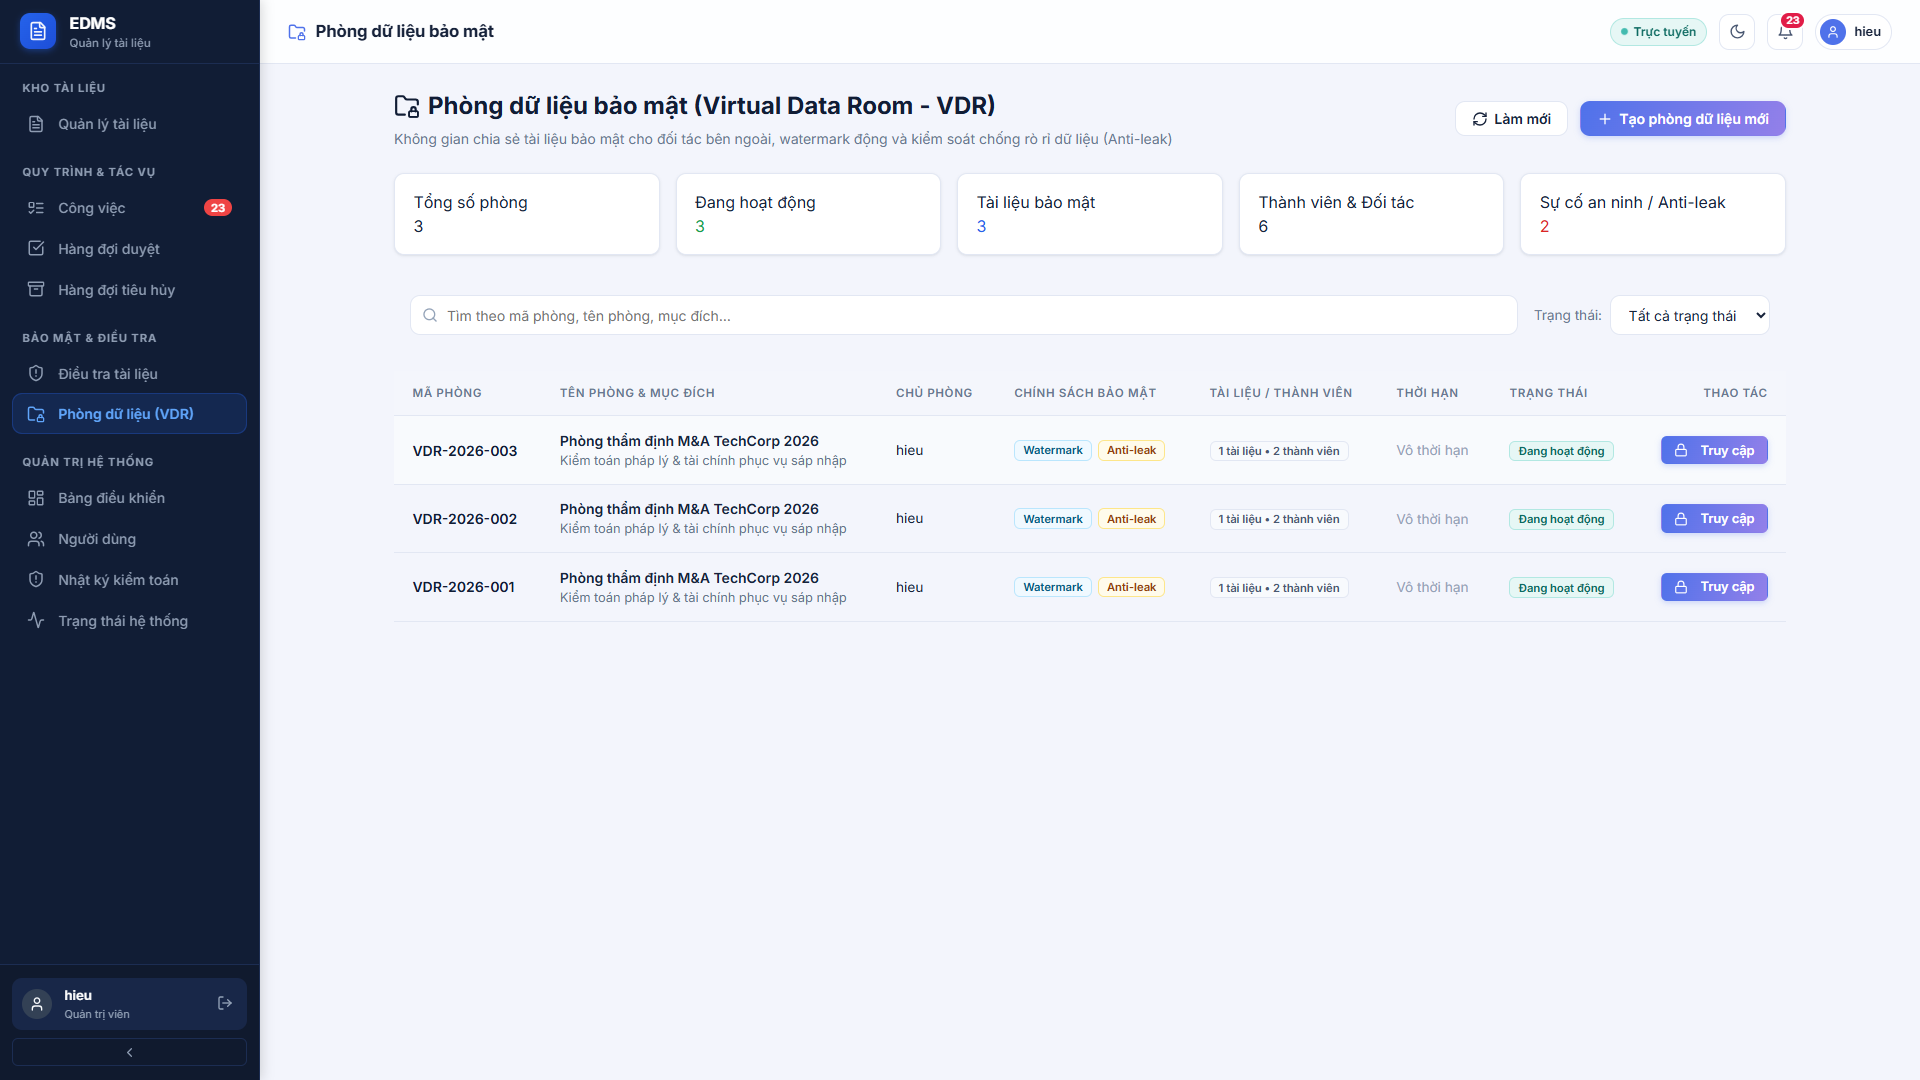 EDMS
Quản lý tài liệu
KHO TÀI LIỆU
Quản lý tài liệu
QUY TRÌNH & TÁC VỤ
Công việc
23
Hàng đợi duyệt
Hàng đợi tiêu hủy
BẢO MẬT & ĐIỀU TRA
Điều tra tài liệu
Phòng dữ liệu (VDR)
QUẢN TRỊ HỆ THỐNG
Bảng điều khiển
Người dùng
Nhật ký kiểm toán
Trạng thái hệ thống
hieu
Quản trị viên
Phòng dữ liệu bảo mật
Trực tuyến
23
hieu
Phòng dữ liệu bảo mật (Virtual Data Room - VDR)
Không gian chia sẻ tài liệu bảo mật cho đối tác bên ngoài, watermark động và kiểm soát chống rò rỉ dữ liệu (Anti-leak)
Làm mới
Tạo phòng dữ liệu mới
Tổng số phòng
3
Đang hoạt động
3
Tài liệu bảo mật
3
Thành viên & Đối tác
6
Sự cố an ninh / Anti-leak
2
Tìm theo mã phòng, tên phòng, mục đích...
Trạng thái:
Tất cả trạng thái
MÃ PHÒNG TÊN PHÒNG & MỤC ĐÍCH CHỦ PHÒNG CHÍNH SÁCH BẢO MẬT TÀI LIỆU / THÀNH VIÊN THỜI HẠN TRẠNG THÁI THAO TÁC
VDR-2026-003 Phòng thẩm định M&A TechCorp 2026 hieu Watermark Anti-leak 1 tài liệu • 2 thành viên Vô thời hạn Đang hoạt động Truy cập
Kiểm toán pháp lý & tài chính phục vụ sáp nhập
VDR-2026-002 Phòng thẩm định M&A TechCorp 2026 hieu Watermark Anti-leak 1 tài liệu • 2 thành viên Vô thời hạn Đang hoạt động Truy cập
Kiểm toán pháp lý & tài chính phục vụ sáp nhập
VDR-2026-001 Phòng thẩm định M&A TechCorp 2026 hieu Watermark Anti-leak 1 tài liệu • 2 thành viên Vô thời hạn Đang hoạt động Truy cập
Kiểm toán pháp lý & tài chính phục vụ sáp nhập